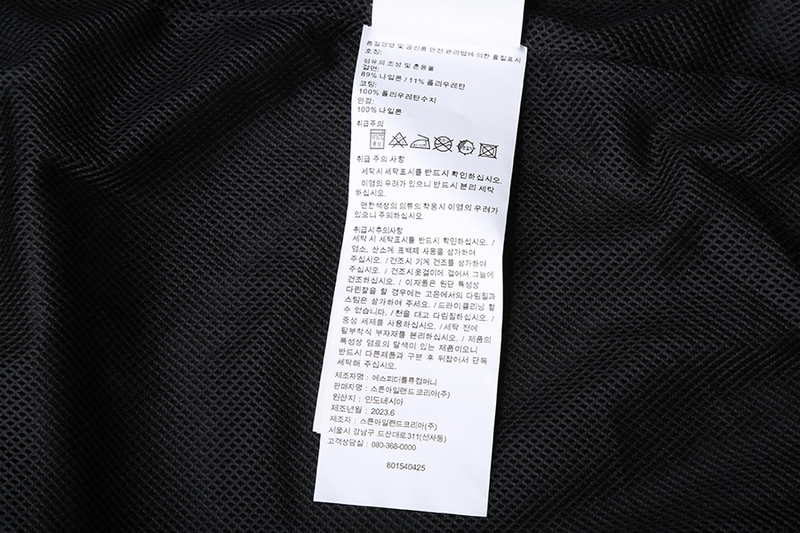 품질경영 및 공산품 안전 관리법에 의한 품질표시
호칭:
섬유의 조성 및 혼용율
겉면:
89% 나일론 / 11% 폴리우레탄
코팅:
100% 폴리우레탄수지
안감:
100% 나일론
취급주의
취급 주의 사항
세탁시 세탁표시를 반드시 확인하십시오.
이염의 우려가 있으니 반드시 분리 세탁
하십시오.
연한색상의 의류의 착용시 이염의 우려가
있으니 주의하십시오.
취급시주의사항
세탁 시 세탁표시를 반드시 확인하십시오. /
염소, 산소계 표백제 사용을 삼가하여
주십시오. / 건조시 기계 건조를 삼가하여
주십시오. / 건조시옷걸이에 걸어서 그늘에
건조하십시오. / 이제품은 원단 특성상
다림질을 할 경우에는 고온에서의 다림질과
스팀은 삼가하여 주세요. / 드라이클리닝 할
수 없습니다. / 천을 대고 다림질하십시오. /
중성 세제를 사용하십시오. / 세탁 전에
탈부착식 부자재를 분리하십시오. / 제품의
특성상 염료의 탈색이 있는 제품이오니
반드시 다른제품과 구분 후 뒤집어서 단독
세탁해 주십시오.
제조자명 : 에스피더블류컴퍼니
판매자명 : 스톤아일랜드코리아(주)
원산지 : 인도네시아
제조년월 : 2023.6
제조자 : 스톤아일랜드코리아(주)
서울시 강남구 도산대로311(신사동)
고객상담실 : 080-368-0000
801540425